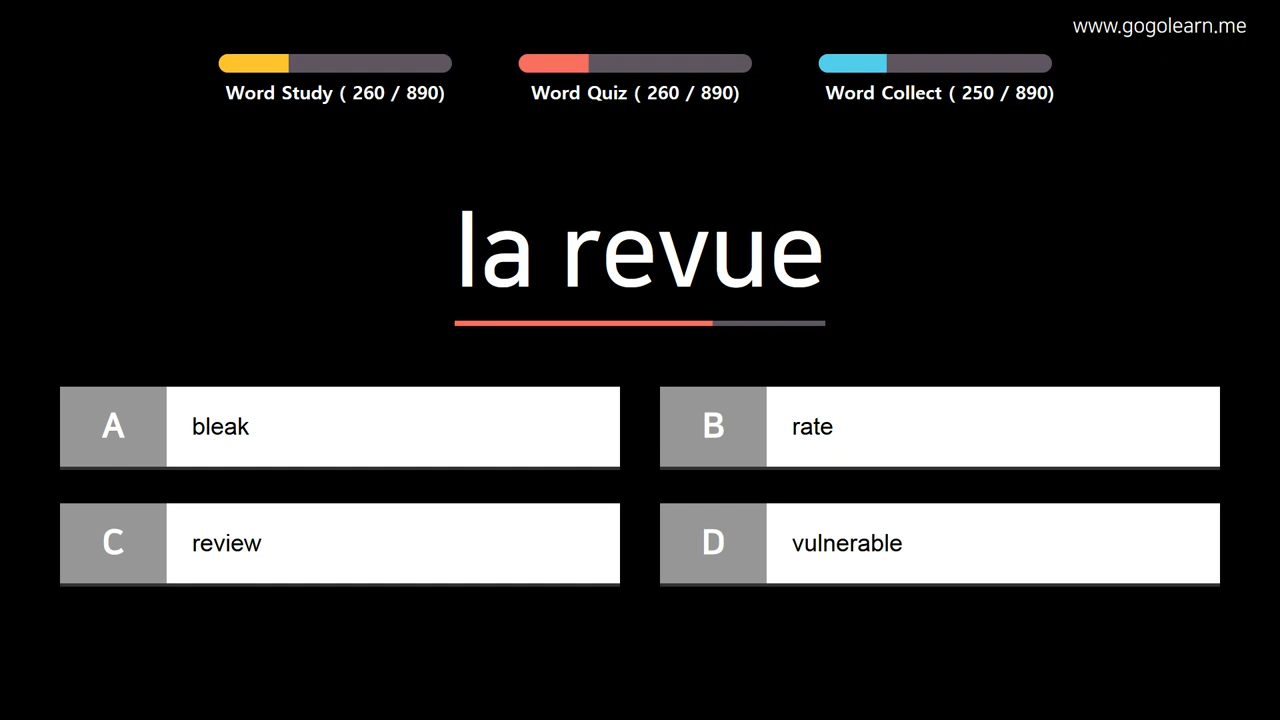 www.gogolearn.me
Word Study ( 260 / 890)
Word Quiz ( 260 / 890)
Word Collect ( 250 / 890)
la revue
A bleak
B rate
C review
D vulnerable